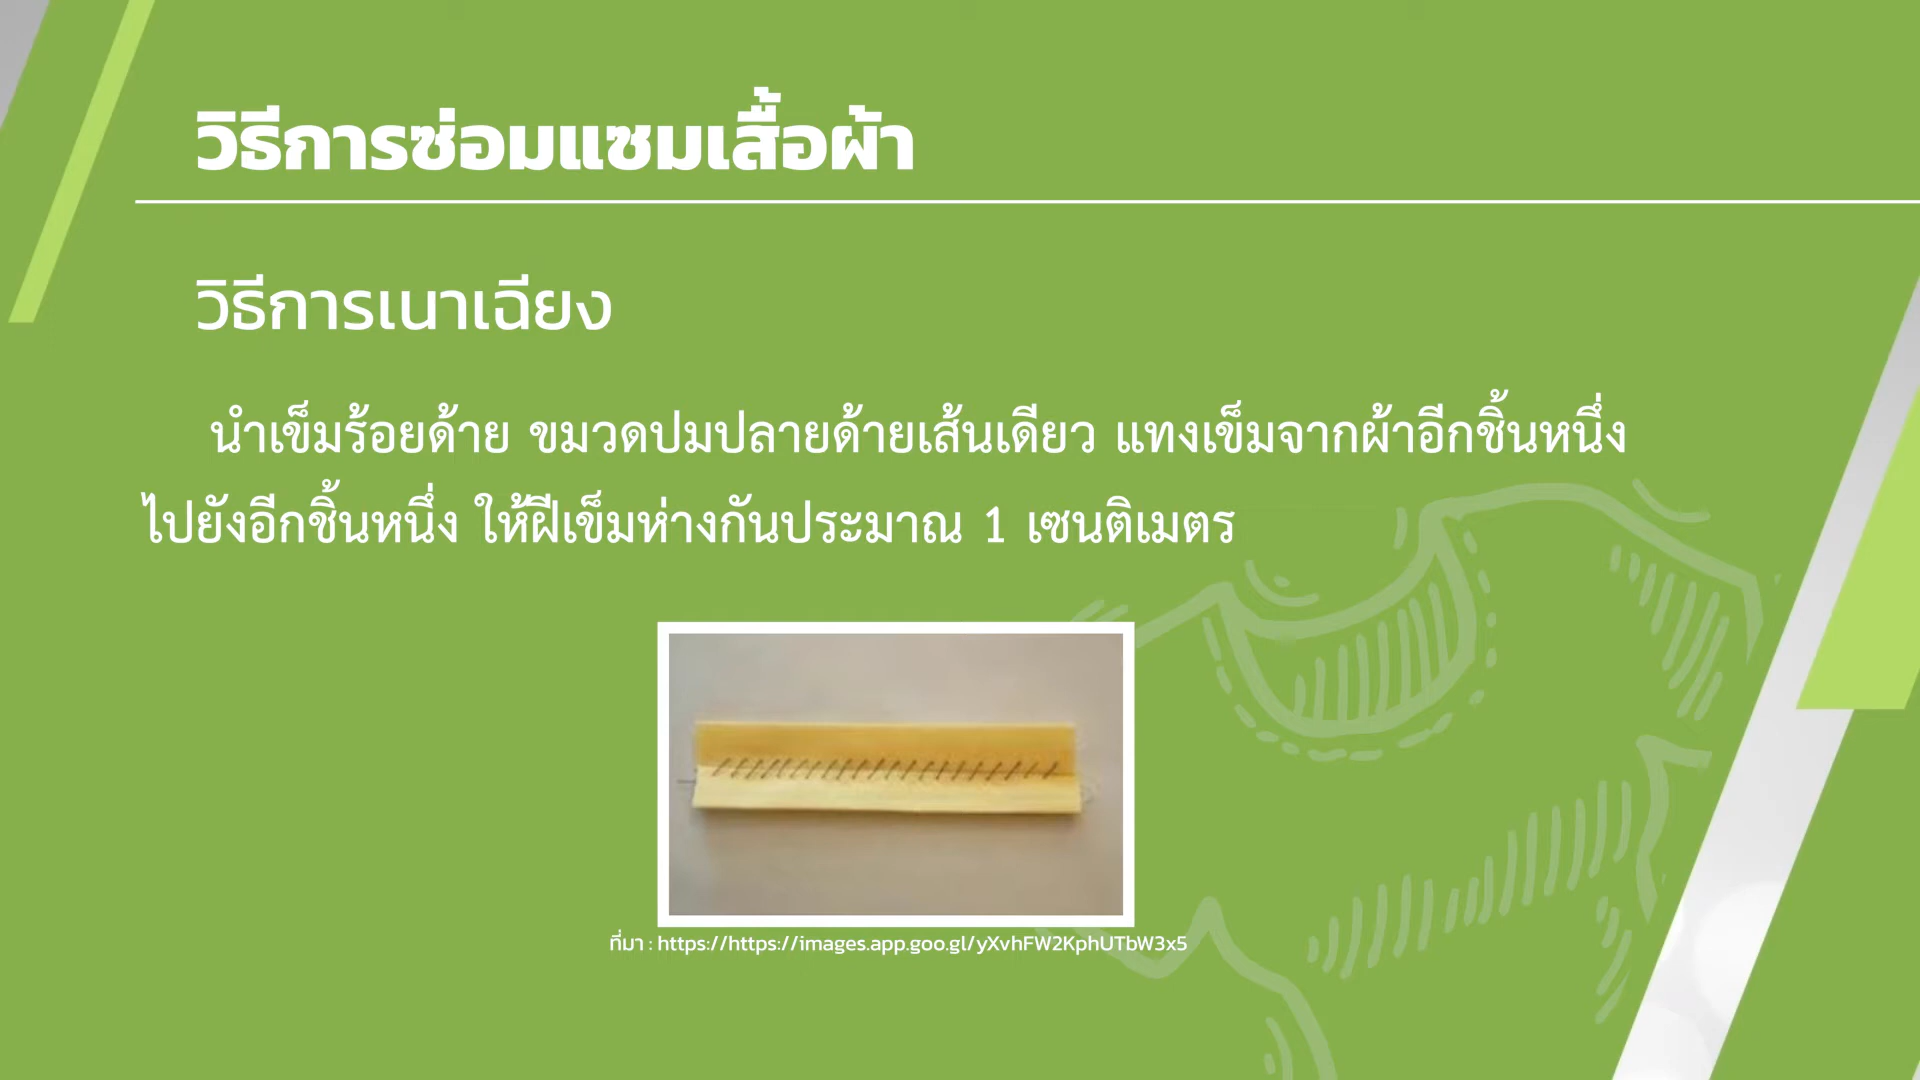 วิธีการซ่อมแซมเสื้อผ้า
วิธีการเนาเฉียง
นำเข็มร้อยด้าย ขมวดปมปลายด้ายเส้นเดียว แทงเข็มจากผ้าอีกชิ้นหนึ่ง
ไปยังอีกชิ้นหนึ่ง ให้ฝีเข็มห่างกันประมาณ 1 เซนติเมตร
ที่มา : https://https://images.app.goo.gl/yXvhFW2KphUTbW3x5